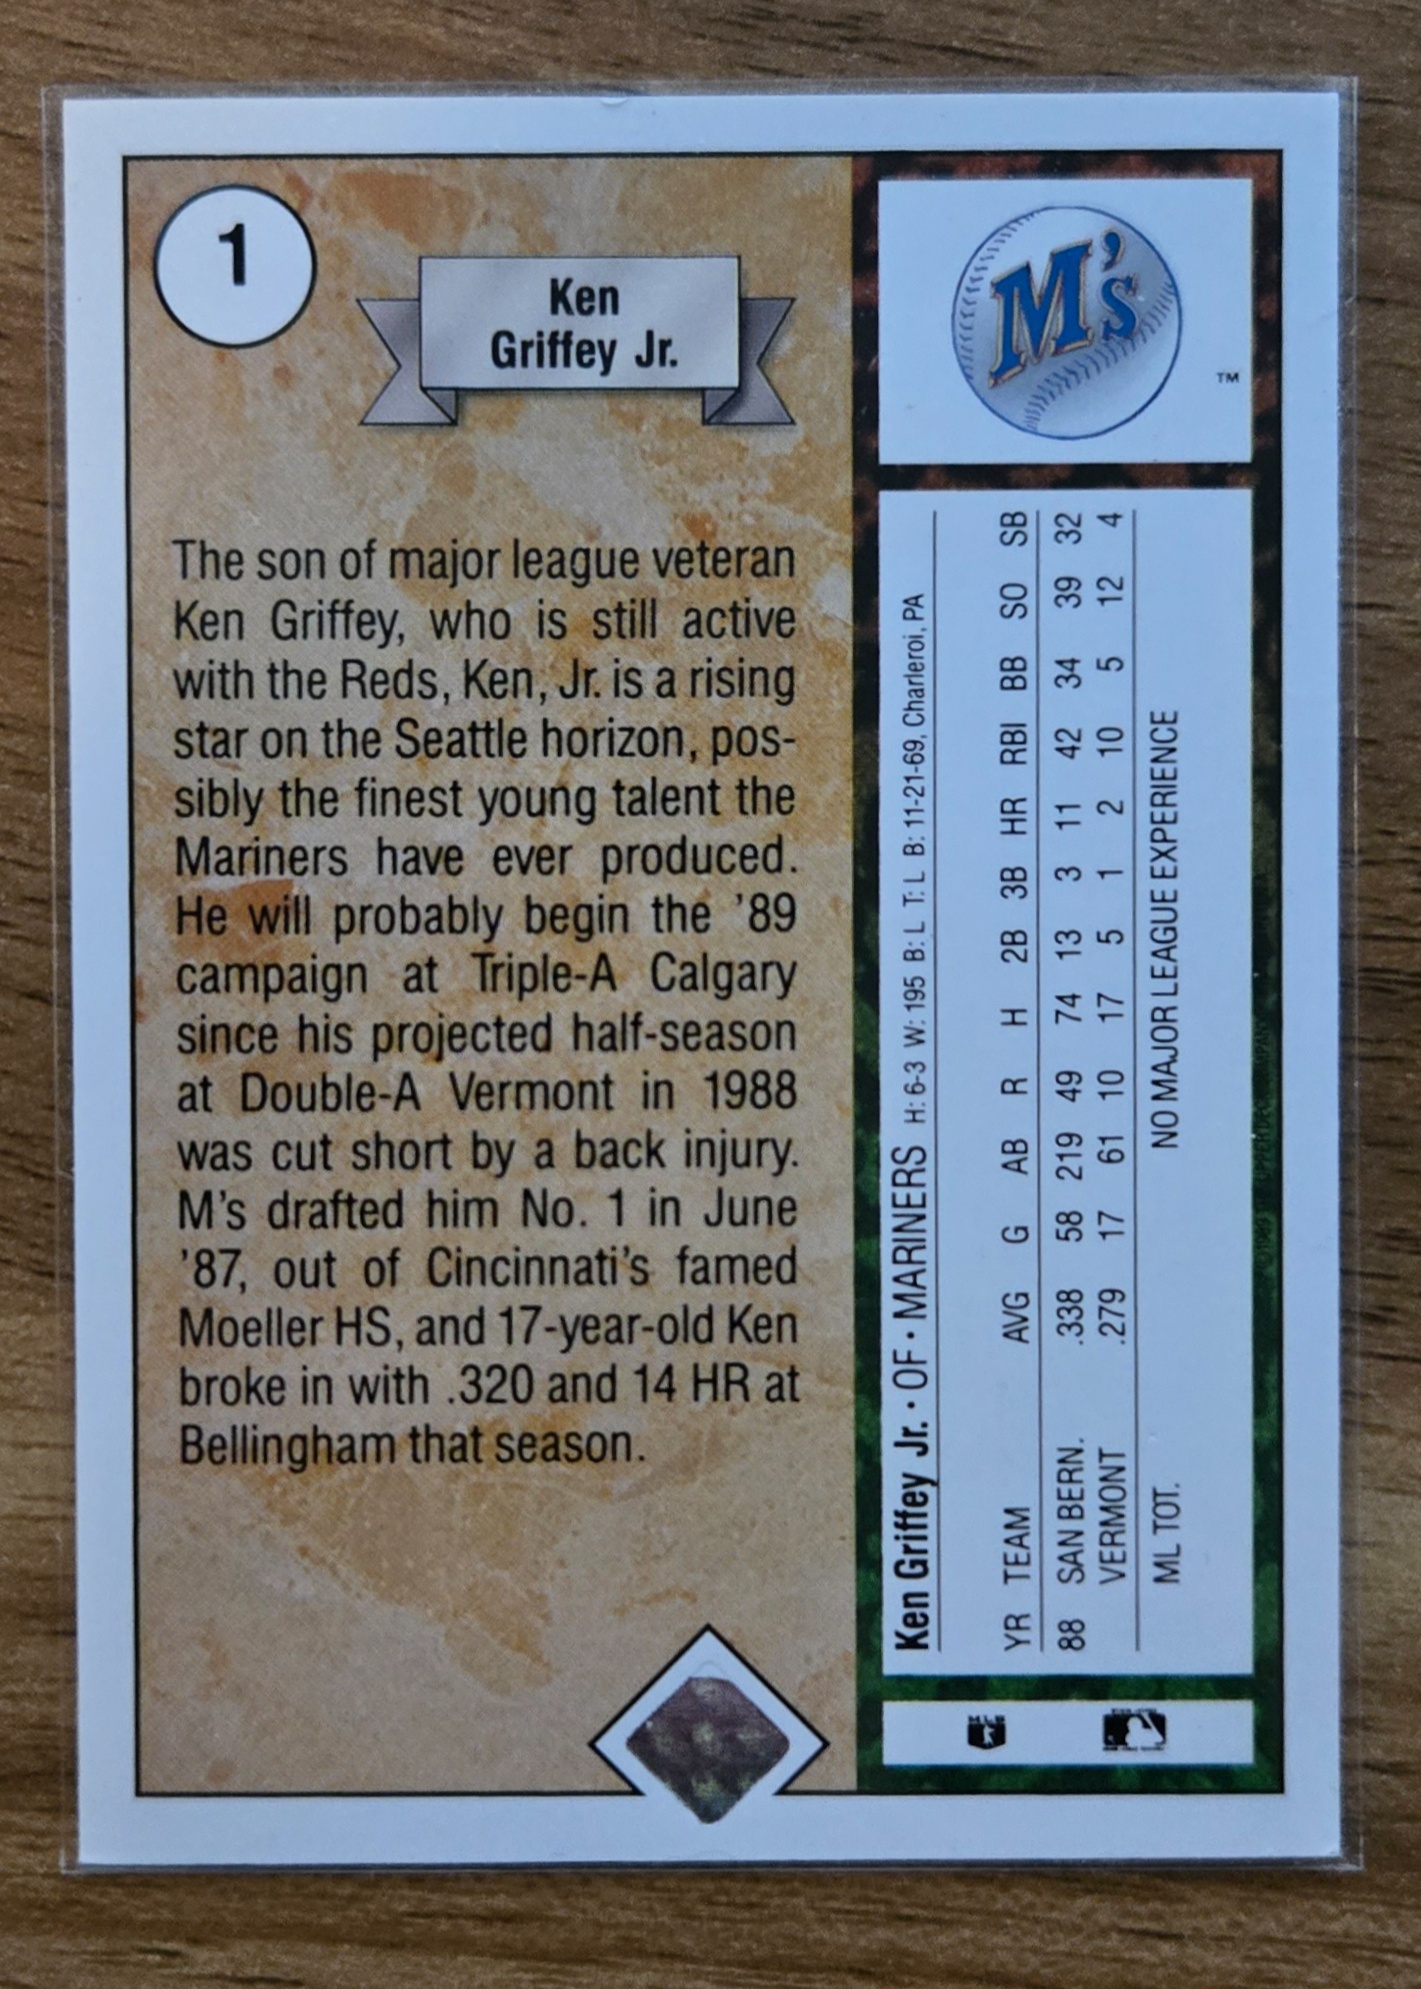 1
Ken
Griffey Jr.
The son of major league veteran
Ken Griffey, who is still active
with the Reds, Ken, Jr. is a rising
star on the Seattle horizon, pos-
sibly the finest young talent the
Mariners have ever produced.
He will probably begin the '89
campaign at Triple-A Calgary
since his projected half-season
at Double-A Vermont in 1988
was cut short by a back injury.
M's drafted him No. 1 in June
'87, out of Cincinnati's famed
Moeller HS, and 17-year-old Ken
broke in with .320 and 14 HR at
Bellingham that season.
M's
TM
Ken Griffey Jr. · OF · MARINERS H: 6-3 W: 195 B: L T: L B: 11-21-69, Charleroi, PA
YR TEAM AVG G AB R H 2B 3B HR RBI BB SO SB
88 SAN BERN. .338 58 219 49 74 13 3 11 42 34 39 32
VERMONT .279 17 61 10 17 5 1 2 10 5 12 4
ML TOT. NO MAJOR LEAGUE EXPERIENCE
©1989 UPPER DECK COMPANY